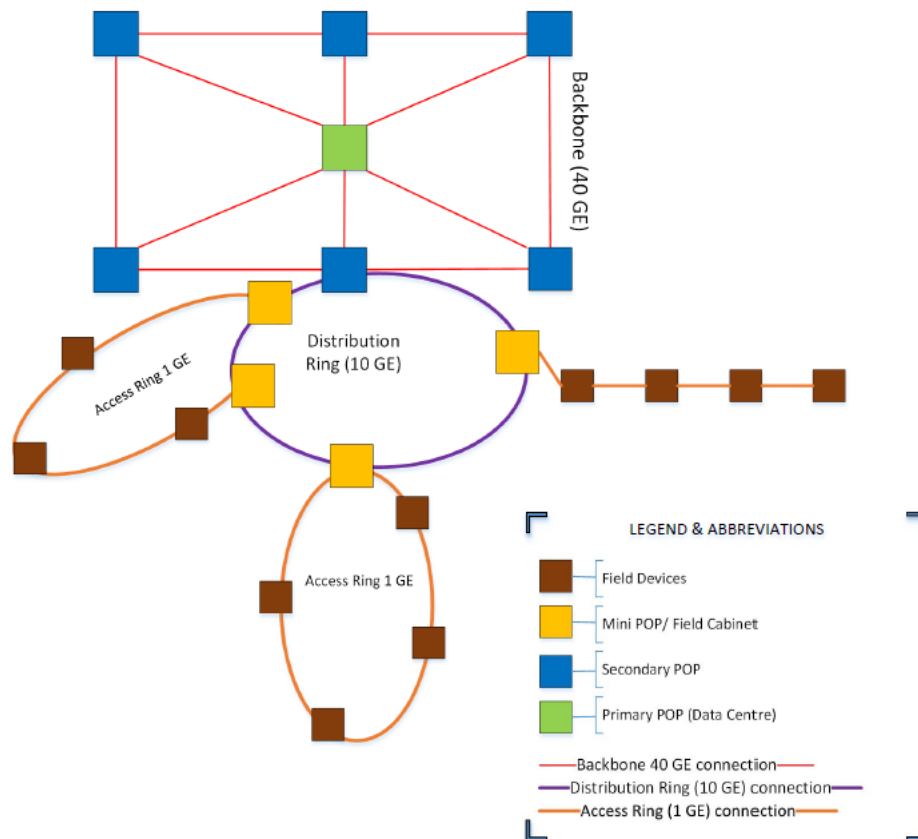 Backbone (40 GE)
Distribution
Ring (10 GE)
Access Ring 1 GE
Access Ring 1 GE
LEGEND & ABBREVIATIONS
Field Devices
Mini POP/ Field Cabinet
Secondary POP
Primary POP (Data Centre)
Backbone 40 GE connection
Distribution Ring (10 GE) connection
Access Ring (1 GE) connection